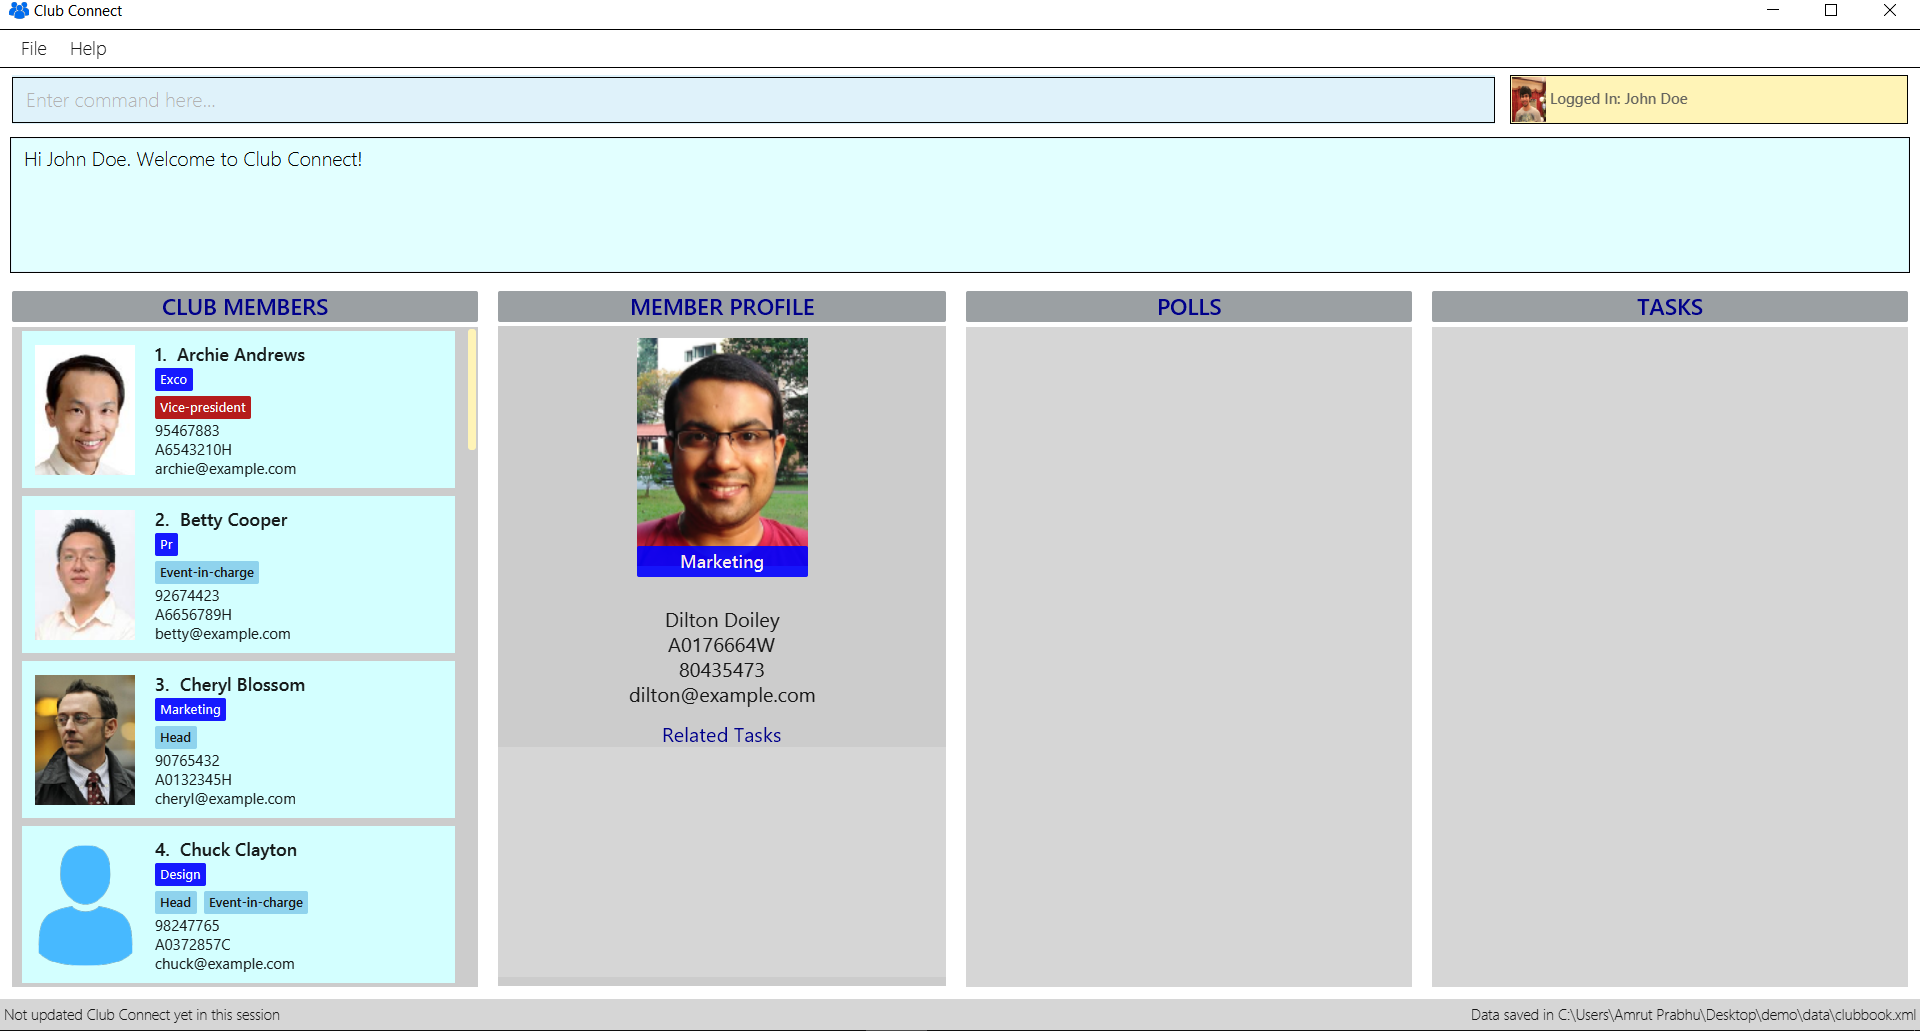 Club Connect
File Help
Enter command here...
Logged In: John Doe
Hi John Doe. Welcome to Club Connect!
CLUB MEMBERS
1. Archie Andrews
Exco
Vice-president
95467883
A6543210H
archie@example.com
2. Betty Cooper
Pr
Event-in-charge
92674423
A6656789H
betty@example.com
3. Cheryl Blossom
Marketing
Head
90765432
A0132345H
cheryl@example.com
4. Chuck Clayton
Design
Head Event-in-charge
98247765
A0372857C
chuck@example.com
MEMBER PROFILE
Marketing
Dilton Doiley
A0176664W
80435473
dilton@example.com
Related Tasks
POLLS
TASKS
Not updated Club Connect yet in this session
Data saved in C:\Users\Amrut Prabhu\Desktop\demo\data\clubbook.xml